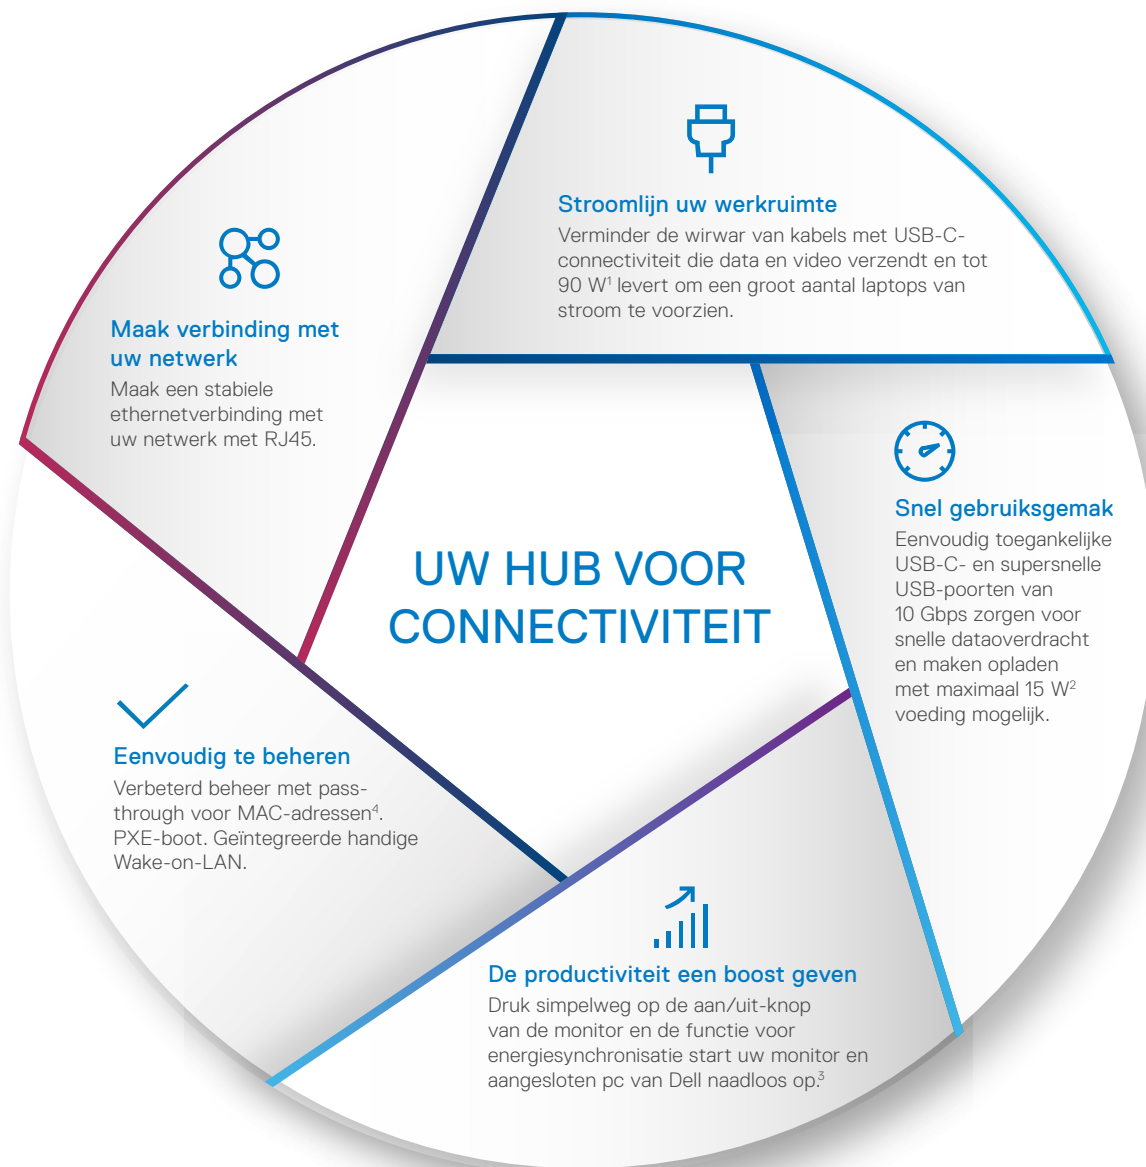 Stroomlijn uw werkruimte
Verminder de wirwar van kabels met USB-C-
connectiviteit die data en video verzendt en tot
90 W¹ levert om een groot aantal laptops van
stroom te voorzien.
Maak verbinding met
uw netwerk
Maak een stabiele
ethernetverbinding met
uw netwerk met RJ45.
Snel gebruiksgemak
Eenvoudig toegankelijke
USB-C- en supersnelle
USB-poorten van
10 Gbps zorgen voor
snelle dataoverdracht
en maken opladen
met maximaal 15 W²
voeding mogelijk.
UW HUB VOOR
CONNECTIVITEIT
Eenvoudig te beheren
Verbeterd beheer met pass-
through voor MAC-adressen⁴.
PXE-boot. Geïntegreerde handige
Wake-on-LAN.
De productiviteit een boost geven
Druk simpelweg op de aan/uit-knop
van de monitor en de functie voor
energiesynchronisatie start uw monitor en
aangesloten pc van Dell naadloos op.³